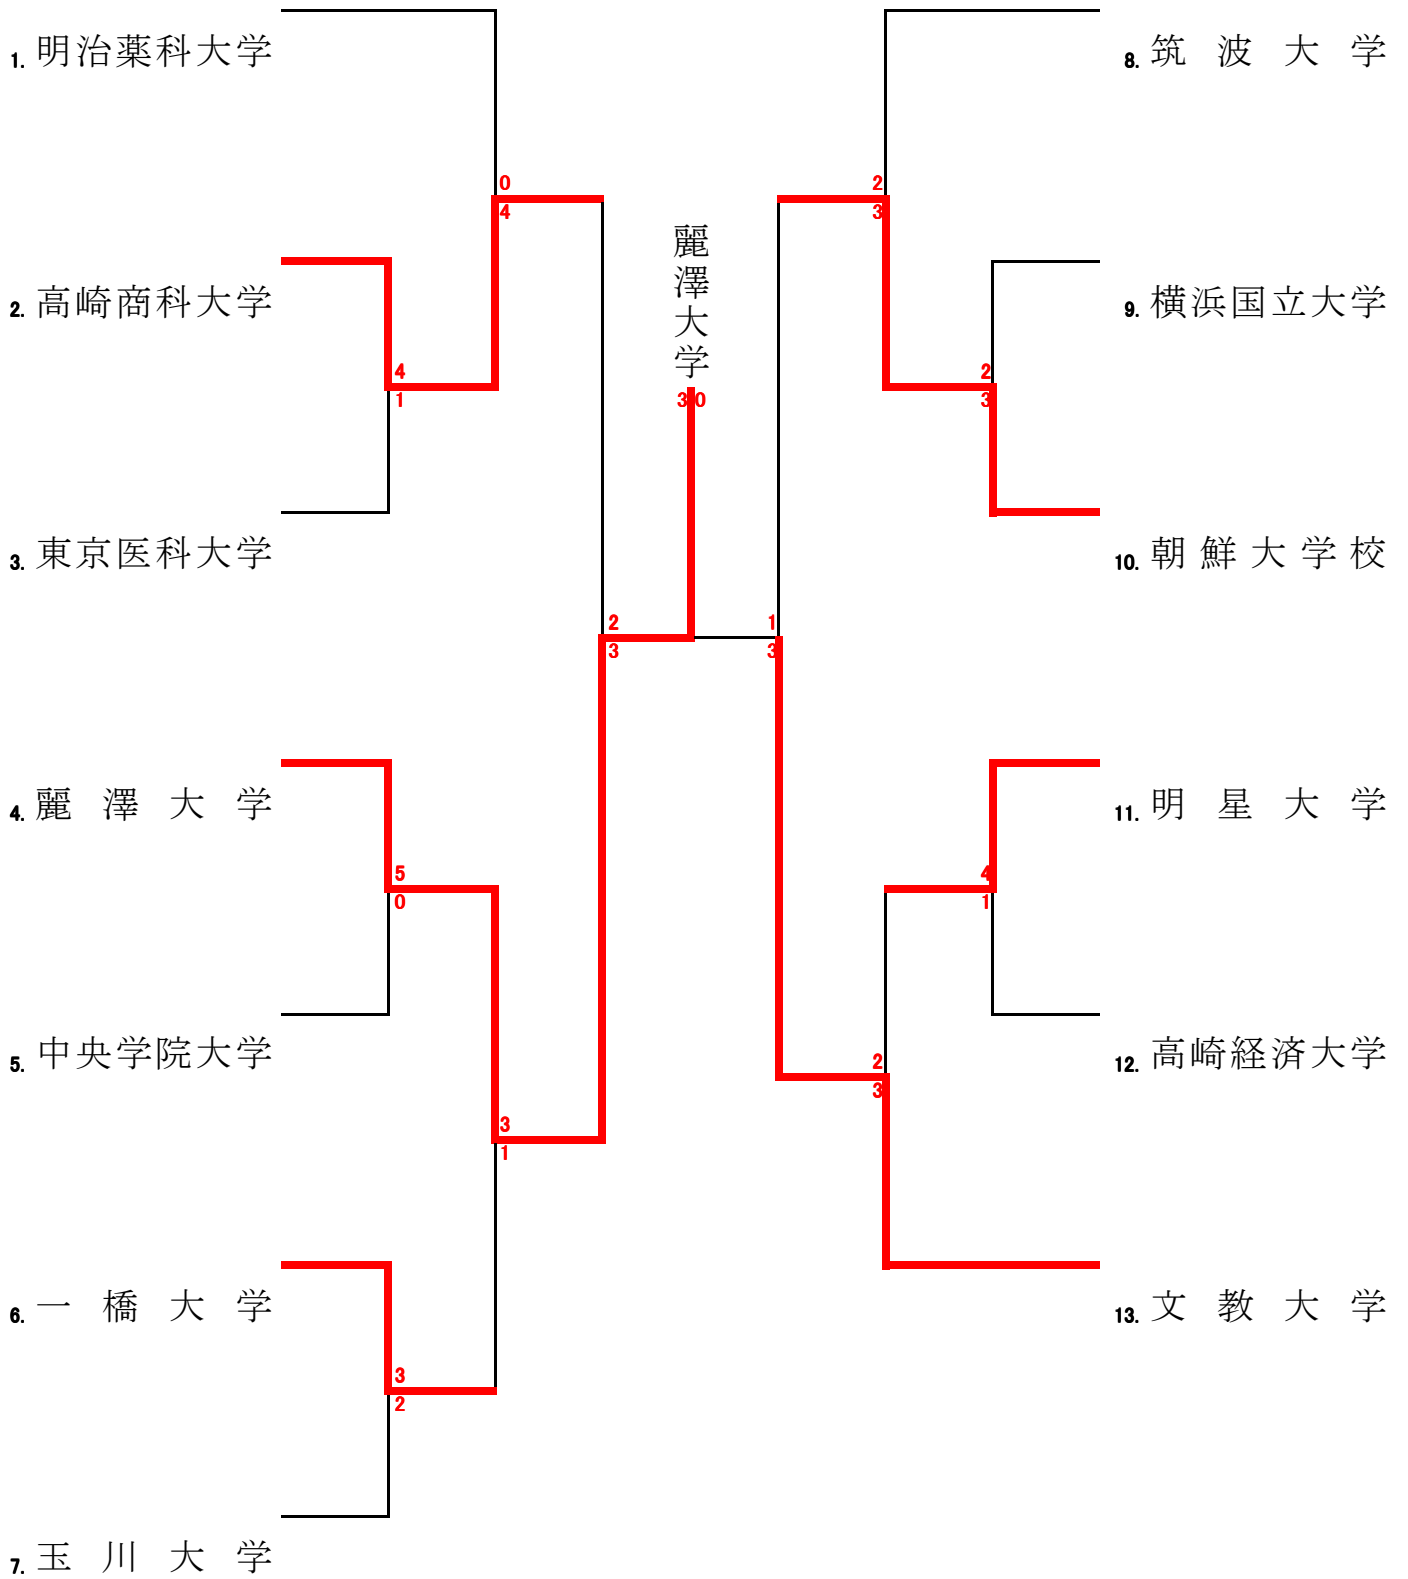 1. 明治薬科大学
2. 高崎商科大学
3. 東京医科大学
4. 麗澤大学
5. 中央学院大学
6. 一橋大学
7. 玉川大学
0
4
4
1
5
0
3
1
3
2
2
3
麗澤大学
3 0
1
3
2
3
2
3
4
1
2
3
8. 筑波大学
9. 横浜国立大学
10. 朝鮮大学校
11. 明星大学
12. 高崎経済大学
13. 文教大学